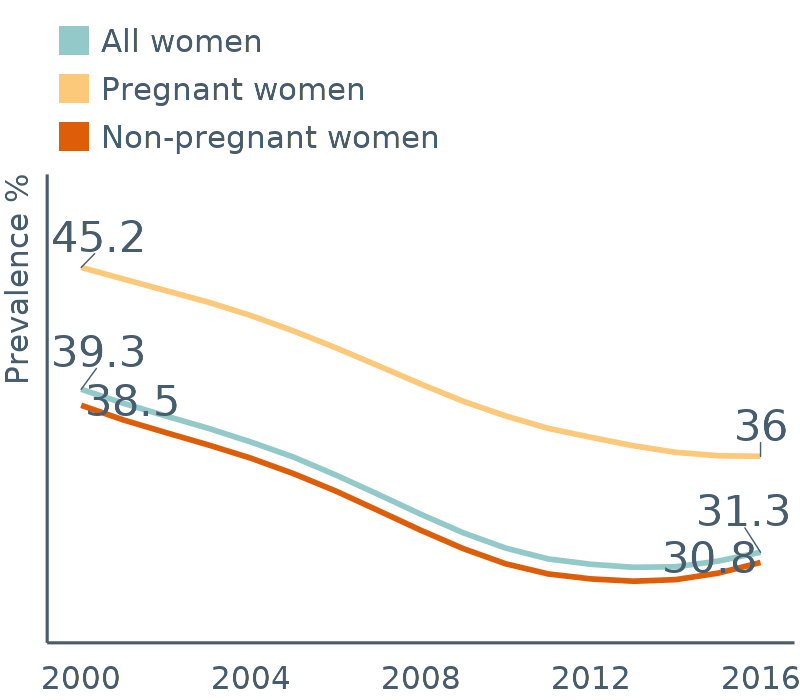 All women
Pregnant women
Non-pregnant women
Prevalence %
45.2
39.3
38.5
36
31.3
30.8
2000 2004 2008 2012 2016